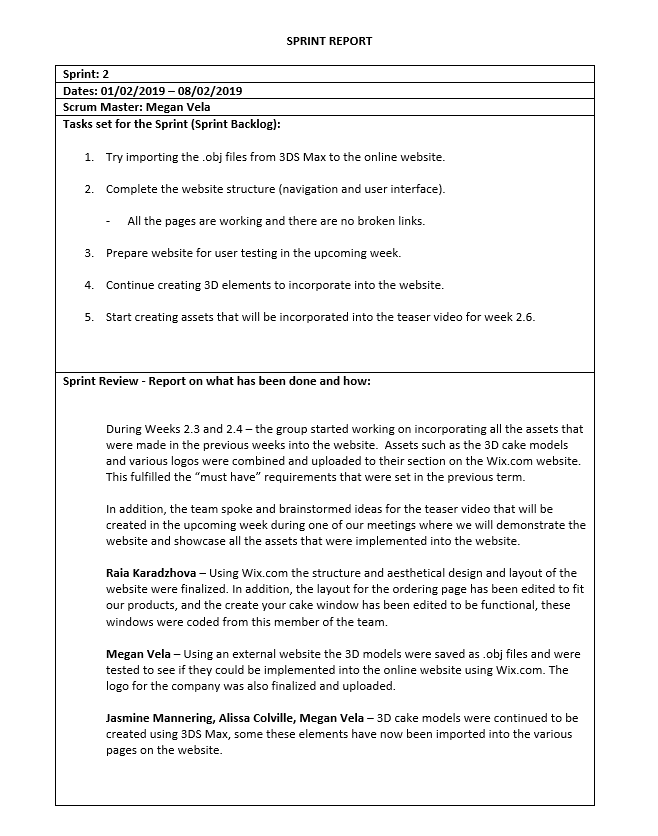 SPRINT REPORT
Sprint: 2
Dates: 01/02/2019 – 08/02/2019
Scrum Master: Megan Vela
Tasks set for the Sprint (Sprint Backlog):
1. Try importing the .obj files from 3DS Max to the online website.
2. Complete the website structure (navigation and user interface).
- All the pages are working and there are no broken links.
3. Prepare website for user testing in the upcoming week.
4. Continue creating 3D elements to incorporate into the website.
5. Start creating assets that will be incorporated into the teaser video for week 2.6.
Sprint Review - Report on what has been done and how:
During Weeks 2.3 and 2.4 – the group started working on incorporating all the assets that
were made in the previous weeks into the website. Assets such as the 3D cake models
and various logos were combined and uploaded to their section on the Wix.com website.
This fulfilled the “must have” requirements that were set in the previous term.
In addition, the team spoke and brainstormed ideas for the teaser video that will be
created in the upcoming week during one of our meetings where we will demonstrate the
website and showcase all the assets that were implemented into the website.
Raia Karadzhova – Using Wix.com the structure and aesthetical design and layout of the
website were finalized. In addition, the layout for the ordering page has been edited to fit
our products, and the create your cake window has been edited to be functional, these
windows were coded from this member of the team.
Megan Vela – Using an external website the 3D models were saved as .obj files and were
tested to see if they could be implemented into the online website using Wix.com. The
logo for the company was also finalized and uploaded.
Jasmine Mannering, Alissa Colville, Megan Vela – 3D cake models were continued to be
created using 3DS Max, some these elements have now been imported into the various
pages on the website.